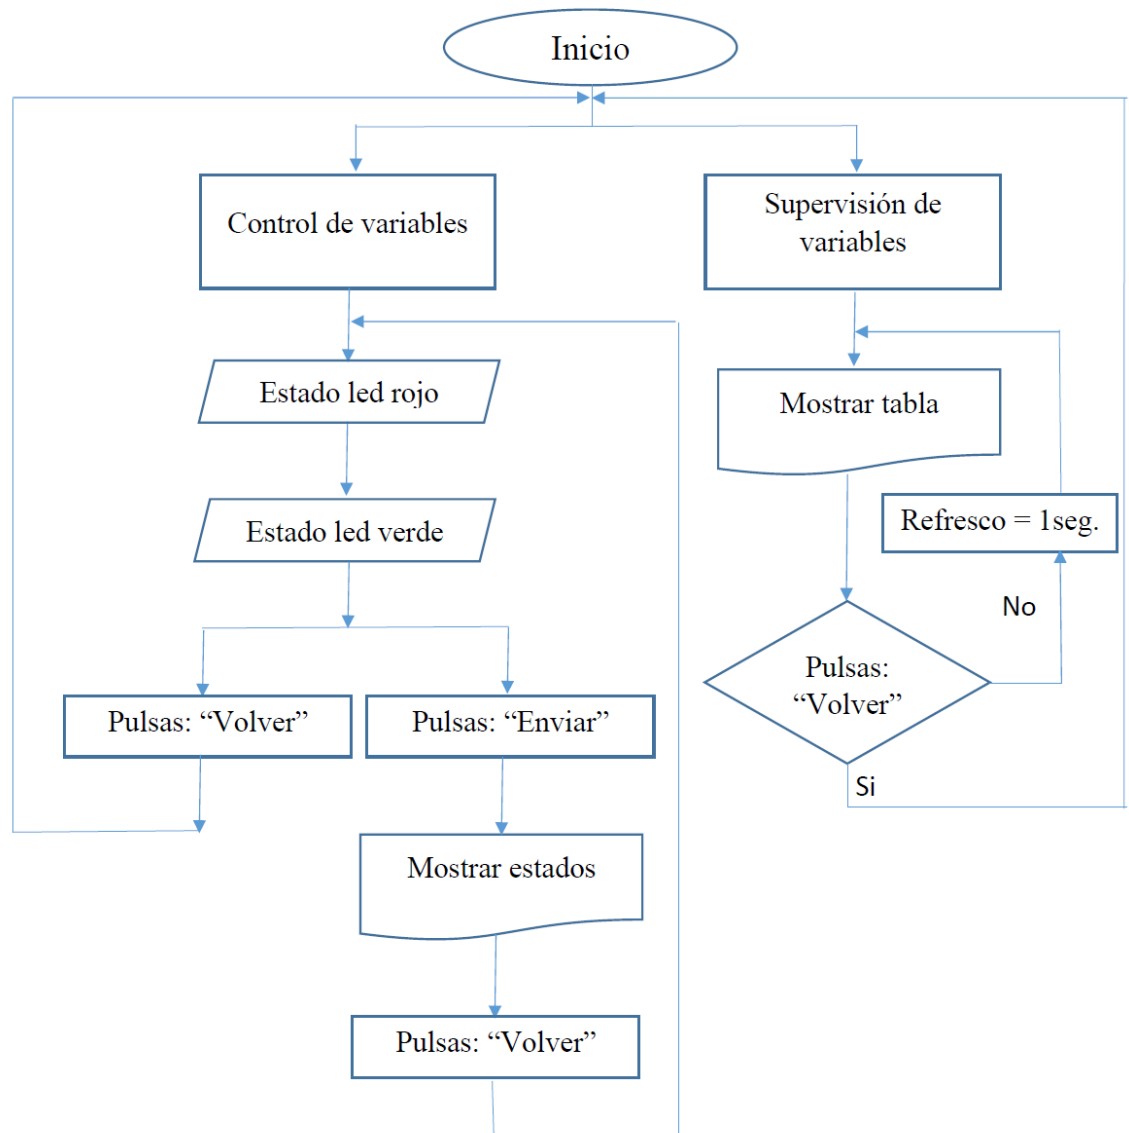 Inicio
Control de variables
Supervisión de
variables
Estado led rojo
Mostrar tabla
Estado led verde
Refresco = 1seg.
No
Pulsas:
“Volver”
Si
Pulsas: “Volver”
Pulsas: “Enviar”
Mostrar estados
Pulsas: “Volver”